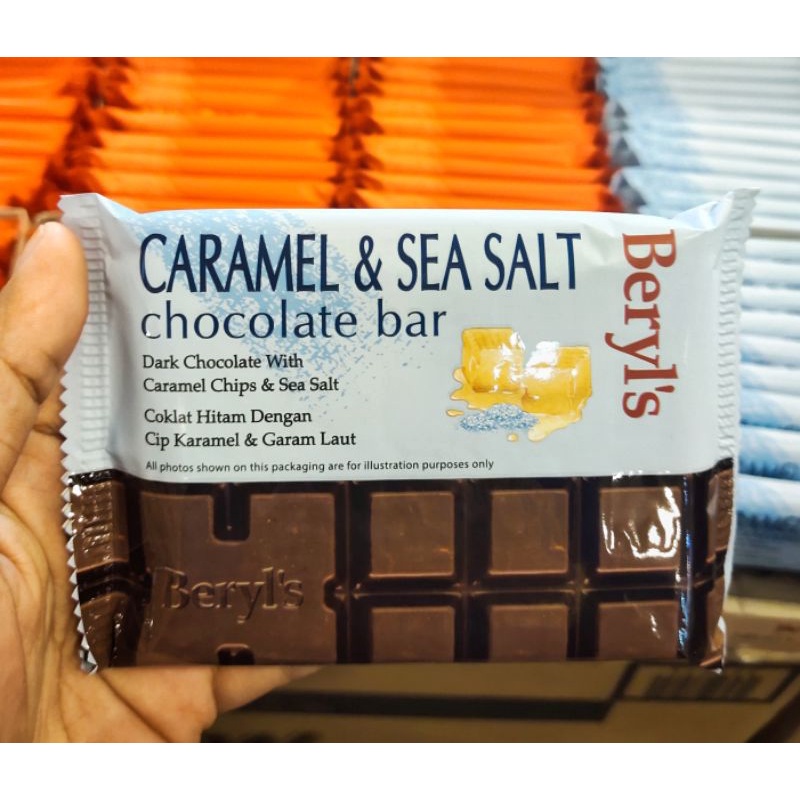 CARAMEL & SEA SALT
chocolate bar
Dark Chocolate With
Caramel Chips & Sea Salt
Coklat Hitam Dengan
Cip Karamel & Garam Laut
All photos shown on this packaging are for illustration purposes only
Beryl's
Beryl's